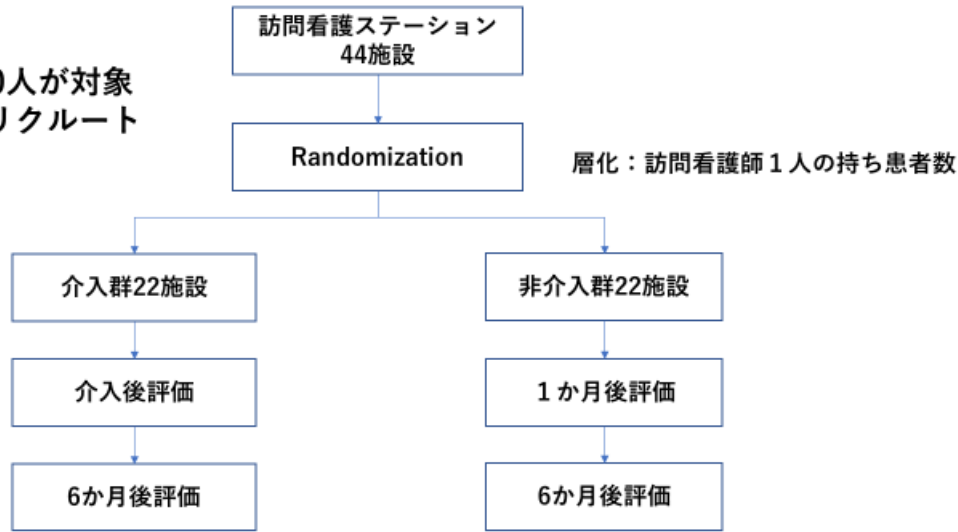 訪問看護ステーション
44施設
人が対象
リクルート
Randomization
層化：訪問看護師１人の持ち患者数
介入群22施設
非介入群22施設
介入後評価
１か月後評価
6か月後評価
6か月後評価